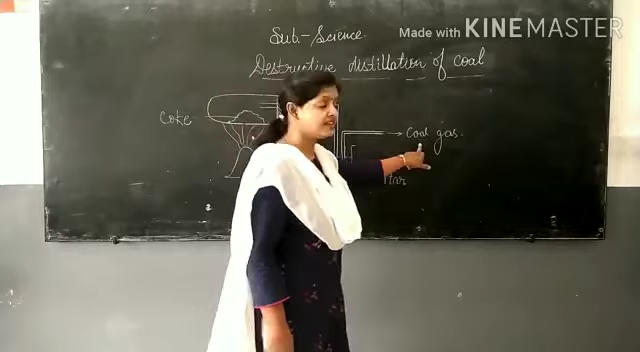 Made with KINEMASTER
Sub.- Science.
Destructive distillation of coal
Coke
Coal gas.
tar